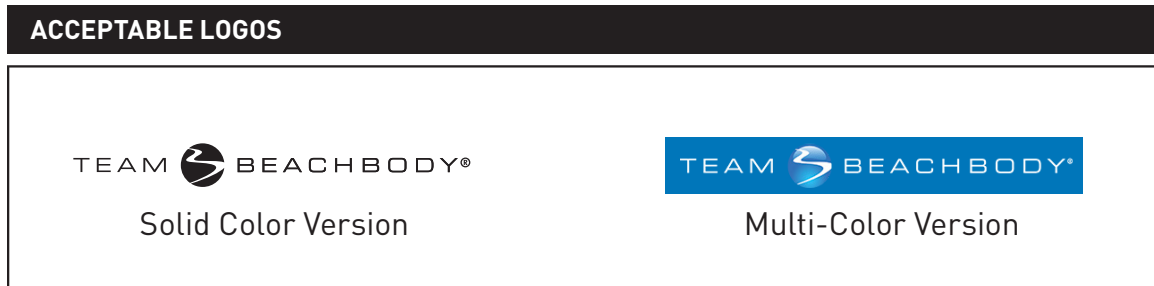 ACCEPTABLE LOGOS
TEAM BEACHBODY®
TEAM BEACHBODY®
Solid Color Version
Multi-Color Version